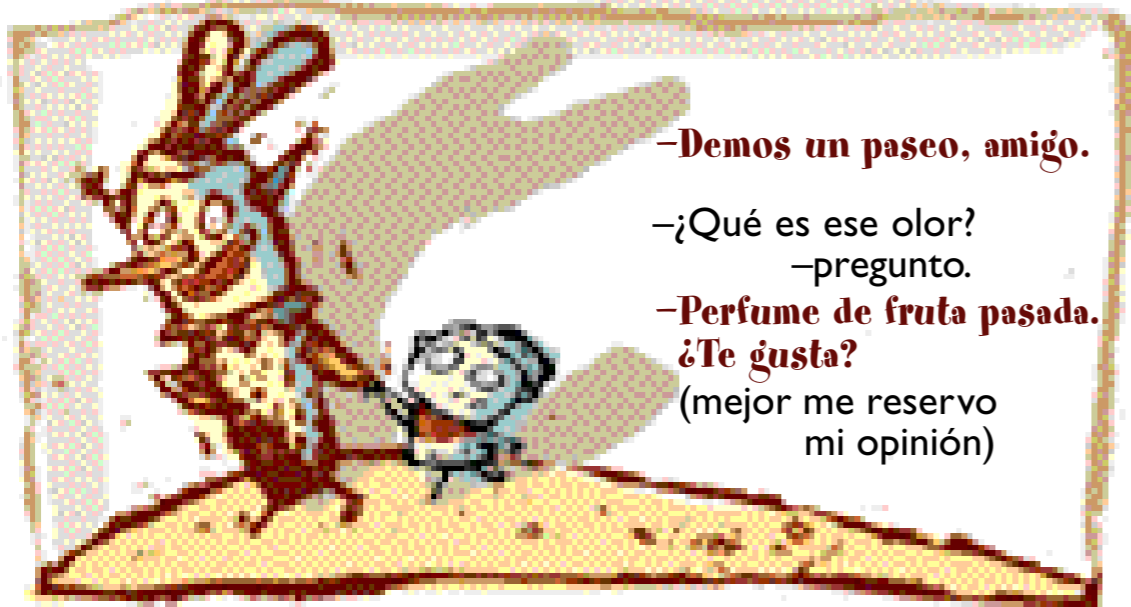 –Demos un paseo, amigo.
–¿Qué es ese olor?
–pregunto.
–Perfume de fruta pasada.
¿Te gusta?
(mejor me reservo
mi opinión)